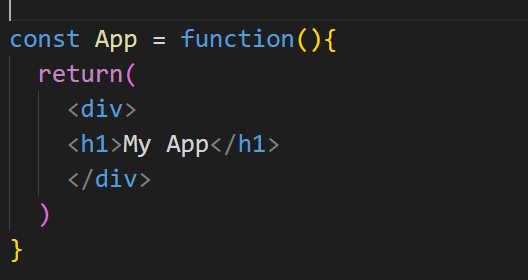 const App = function(){
  return(
    <div>
    <h1>My App</h1>
    </div>
  )
}